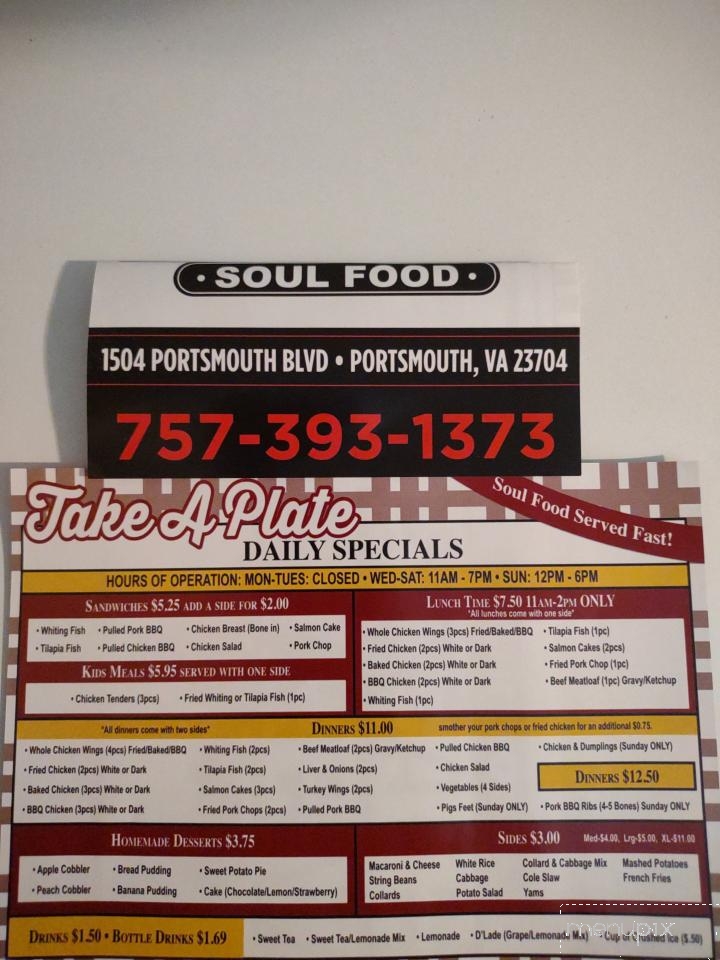 • SOUL FOOD •
1504 PORTSMOUTH BLVD • PORTSMOUTH, VA 23704
757-393-1373
Take A Plate
Soul Food Served Fast!
DAILY SPECIALS
HOURS OF OPERATION: MON-TUES: CLOSED • WED-SAT: 11AM - 7PM • SUN: 12PM - 6PM
SANDWICHES $5.25 ADD A SIDE FOR $2.00
• Whiting Fish • Pulled Pork BBQ • Chicken Breast (Bone in) • Salmon Cake
• Tilapia Fish • Pulled Chicken BBQ • Chicken Salad • Pork Chop
KIDS MEALS $5.95 SERVED WITH ONE SIDE
• Chicken Tenders (3pcs) • Fried Whiting or Tilapia Fish (1pc)
LUNCH TIME $7.50 11AM-2PM ONLY
*All lunches come with one side*
• Whole Chicken Wings (3pcs) Fried/Baked/BBQ • Tilapia Fish (1pc)
• Fried Chicken (2pcs) White or Dark • Salmon Cakes (2pcs)
• Baked Chicken (2pcs) White or Dark • Fried Pork Chop (1pc)
• BBQ Chicken (2pcs) White or Dark • Beef Meatloaf (1pc) Gravy/Ketchup
• Whiting Fish (1pc)
*All dinners come with two sides* DINNERS $11.00 smother your pork chops or fried chicken for an additional $0.75.
• Whole Chicken Wings (4pcs) Fried/Baked/BBQ • Whiting Fish (2pcs) • Beef Meatloaf (2pcs) Gravy/Ketchup • Pulled Chicken BBQ • Chicken & Dumplings (Sunday ONLY)
• Fried Chicken (2pcs) White or Dark • Tilapia Fish (2pcs) • Liver & Onions (2pcs) • Chicken Salad
• Baked Chicken (3pcs) White or Dark • Salmon Cakes (3pcs) • Turkey Wings (2pcs) • Vegetables (4 Sides)
DINNERS $12.50
• BBQ Chicken (3pcs) White or Dark • Fried Pork Chops (2pcs) • Pulled Pork BBQ • Pigs Feet (Sunday ONLY) • Pork BBQ Ribs (4-5 Bones) Sunday ONLY
HOMEMADE DESSERTS $3.75
• Apple Cobbler • Bread Pudding • Sweet Potato Pie
• Peach Cobbler • Banana Pudding • Cake (Chocolate/Lemon/Strawberry)
SIDES $3.00 Med-$4.00, Lrg-$5.00, XL-$11.00
Macaroni & Cheese White Rice Collard & Cabbage Mix Mashed Potatoes
String Beans Cabbage Cole Slaw French Fries
Collards Potato Salad Yams
DRINKS $1.50 • BOTTLE DRINKS $1.69 • Sweet Tea • Sweet Tea/Lemonade Mix • Lemonade • D'Lade (Grape/Lemonade Mix) • Cup of Crushed Ice ($.50)
menupix